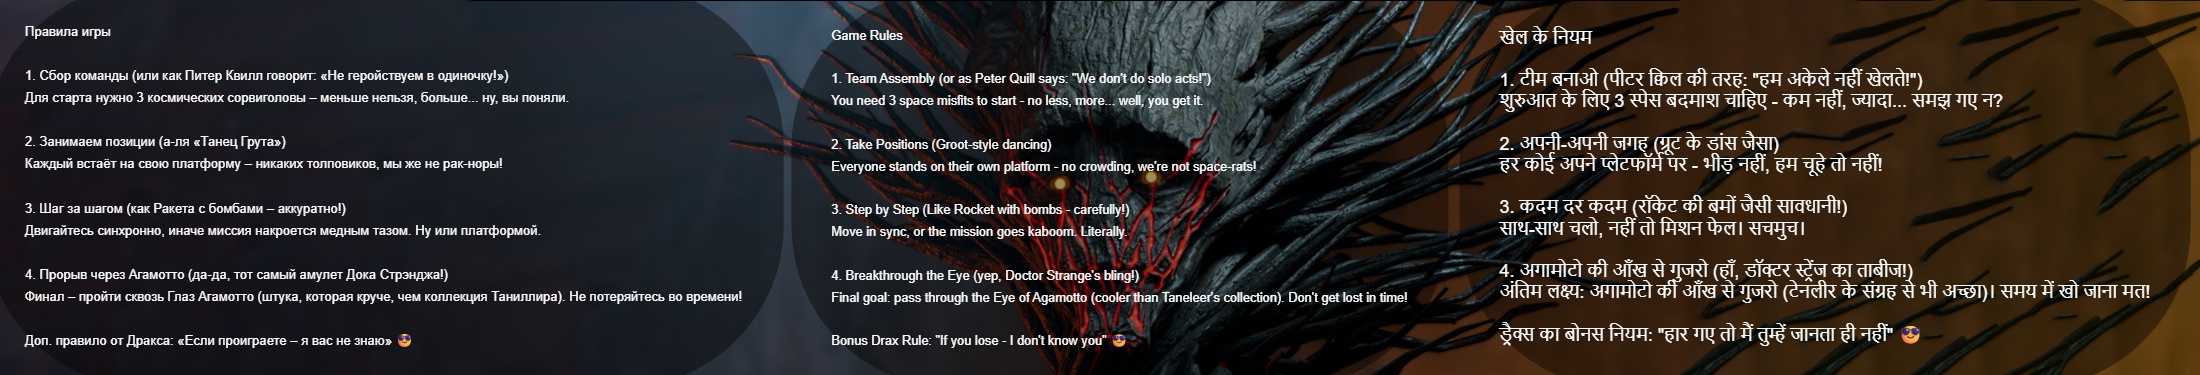 Правила игры
1. Сбор команды (или как Питер Квилл говорит: «Не геройствуем в одиночку!»)
Для старта нужно 3 космических сорвиголовы – меньше нельзя, больше... ну, вы поняли.
2. Занимаем позиции (а-ля «Танец Грута»)
Каждый встаёт на свою платформу – никаких толповиков, мы же не рак-норы!
3. Шаг за шагом (как Ракета с бомбами – аккуратно!)
Двигайтесь синхронно, иначе миссия накроется медным тазом. Ну или платформой.
4. Прорыв через Агамотто (да-да, тот самый амулет Дока Стрэнджа!)
Финал – пройти сквозь Глаз Агамотто (штука, которая круче, чем коллекция Таниллира). Не потеряйтесь во времени!
Доп. правило от Дракса: «Если проиграете – я вас не знаю» 😎
Game Rules
1. Team Assembly (or as Peter Quill says: "We don't do solo acts!")
You need 3 space misfits to start - no less, more... well, you get it.
2. Take Positions (Groot-style dancing)
Everyone stands on their own platform - no crowding, we're not space-rats!
3. Step by Step (Like Rocket with bombs - carefully!)
Move in sync, or the mission goes kaboom. Literally.
4. Breakthrough the Eye (yep, Doctor Strange's bling!)
Final goal: pass through the Eye of Agamotto (cooler than Taneleer's collection). Don't get lost in time!
Bonus Drax Rule: "If you lose - I don't know you" 😎
खेल के नियम
1. टीम बनाओ (पीटर क्विल की तरह: "हम अकेले नहीं खेलते!")
शुरुआत के लिए 3 स्पेस बदमाश चाहिए - कम नहीं, ज्यादा... समझ गए न?
2. अपनी-अपनी जगह (ग्रूट के डांस जैसा)
हर कोई अपने प्लेटफॉर्म पर - भीड़ नहीं, हम चूहे तो नहीं!
3. कदम दर कदम (रॉकेट की बमों जैसी सावधानी!)
साथ-साथ चलो, नहीं तो मिशन फेल। सचमुच।
4. अगामोटो की आँख से गुजरो (हाँ, डॉक्टर स्ट्रेंज का ताबीज!)
अंतिम लक्ष्य: अगामोटो की आँख से गुजरो (टेनलीर के संग्रह से भी अच्छा)। समय में खो जाना मत!
ड्रैक्स का बोनस नियम: "हार गए तो मैं तुम्हें जानता ही नहीं" 😎